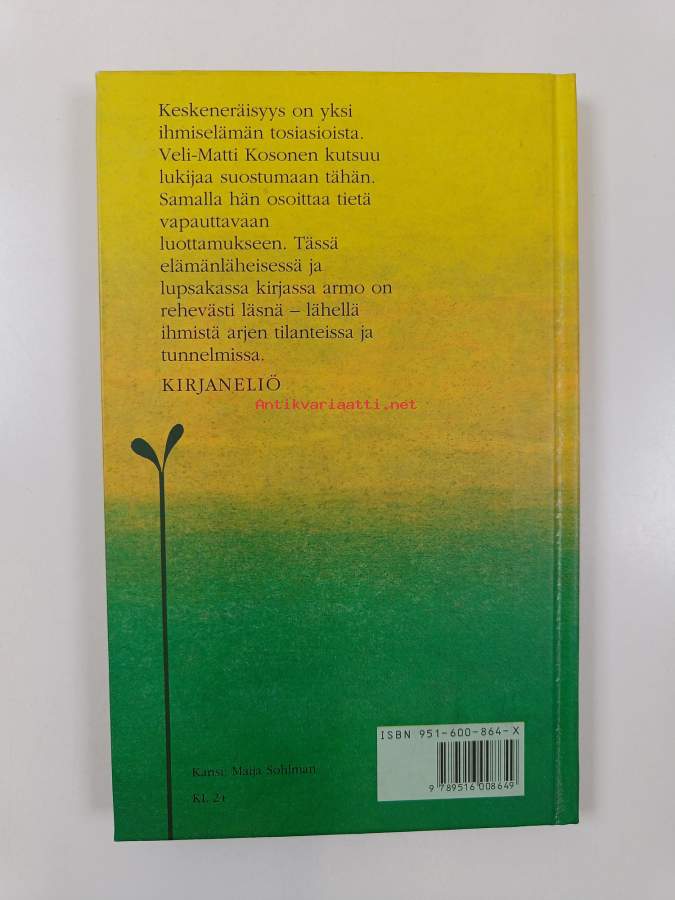 Keskeneräisyys on yksi
ihmiselämän tosiasioista.
Veli-Matti Kosonen kutsuu
lukijaa suostumaan tähän.
Samalla hän osoittaa tietä
vapauttavaan
luottamukseen. Tässä
elämänläheisessä ja
lupsakassa kirjassa armo on
rehevästi läsnä – lähellä
ihmistä arjen tilanteissa ja
tunnelmissa.
KIRJANELIÖ
Antikvariaatti.net
ISBN 951-600-864-X
Kansi: Maija Sohlman
9 789516 008649
KL 24